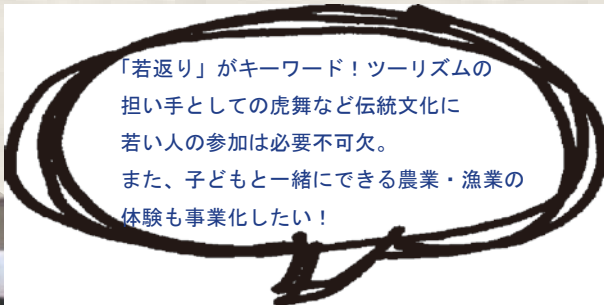 「若返り」がキーワード！ツーリズムの
担い手としての虎舞など伝統文化に
若い人の参加は必要不可欠。
また、子どもと一緒にできる農業・漁業の
体験も事業化したい！